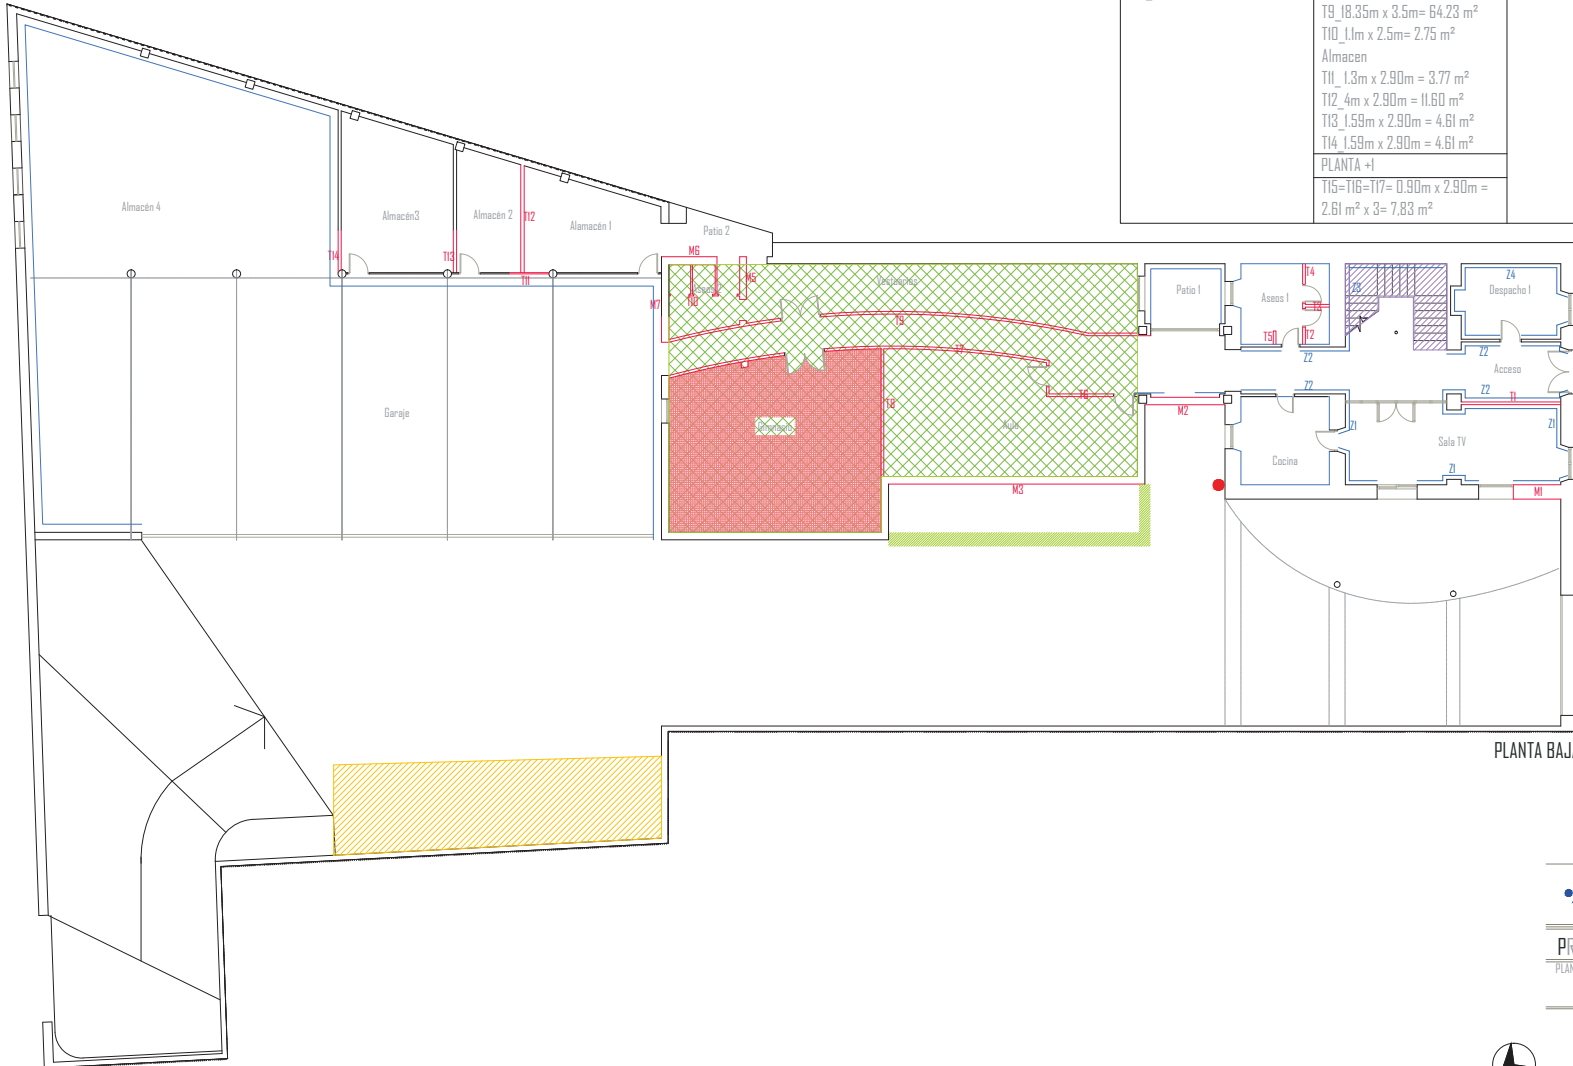 T9_18.35m x 3.5m= 64.23 m²
T10_1.1m x 2.5m= 2.75 m²
Almacen
T11_ 1.3m x 2.90m = 3.77 m²
T12_4m x 2.90m = 11.60 m²
T13_1.59m x 2.90m = 4.61 m²
T14_1.59m x 2.90m = 4.61 m²
PLANTA +1
T15=T16=T17= 0.90m x 2.90m =
2.61 m² x 3= 7,83 m²
Almacén 4
Almacén3
Almacén 2
T12
Alamacén 1
Patio 2
T14
T13
T11
M6
M5
M7
T10
Vestuarios
T9
T7
T8
T6
Gimnasio
Aula
Garaje
Patio 1
Aseos 1
T4
T3
T2
T5
Z3
Z4
Despacho 1
Z2
Z2
Acceso
Z2
Z2
T1
M2
Z1
Sala TV
Z1
Z1
Cocina
M3
M1
PLANTA BAJ